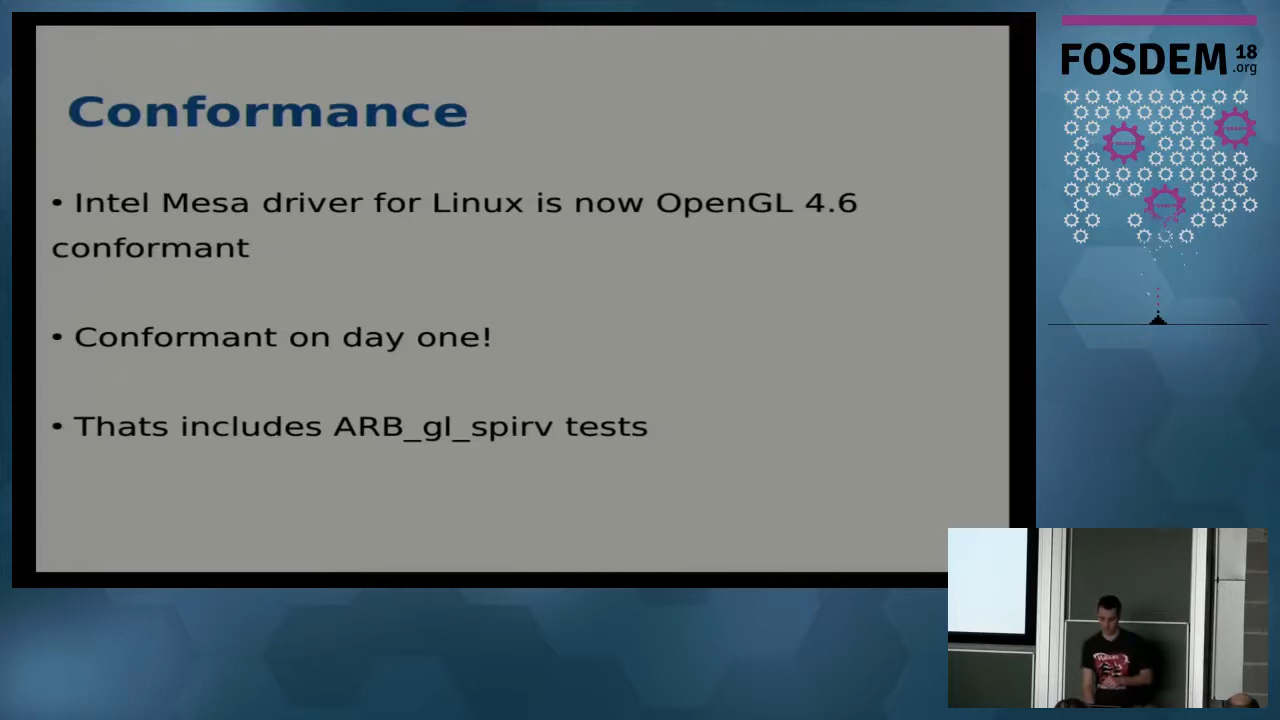 FOSDEM 18
.org
Conformance
• Intel Mesa driver for Linux is now OpenGL 4.6
conformant
• Conformant on day one!
• Thats includes ARB_gl_spirv tests